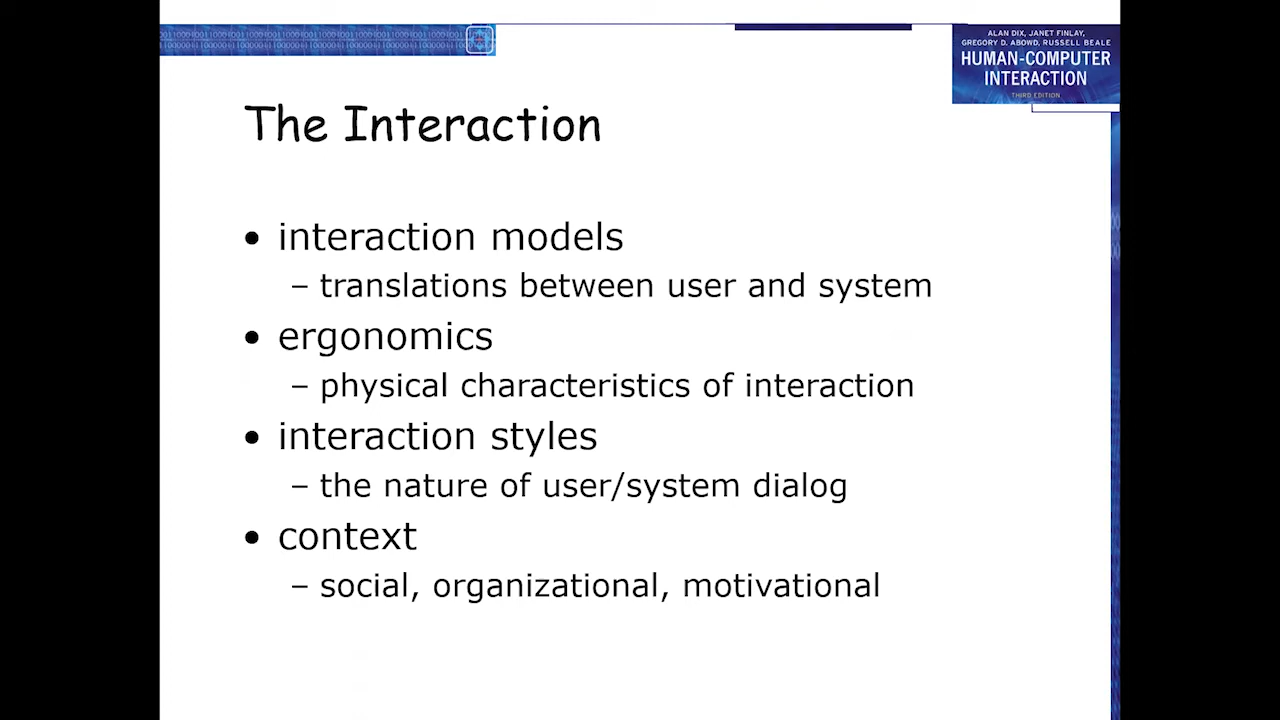 ALAN DIX, JANET FINLAY,
GREGORY D. ABOWD, RUSSELL BEALE
HUMAN-COMPUTER
INTERACTION
THIRD EDITION
The Interaction
• interaction models
– translations between user and system
• ergonomics
– physical characteristics of interaction
• interaction styles
– the nature of user/system dialog
• context
– social, organizational, motivational